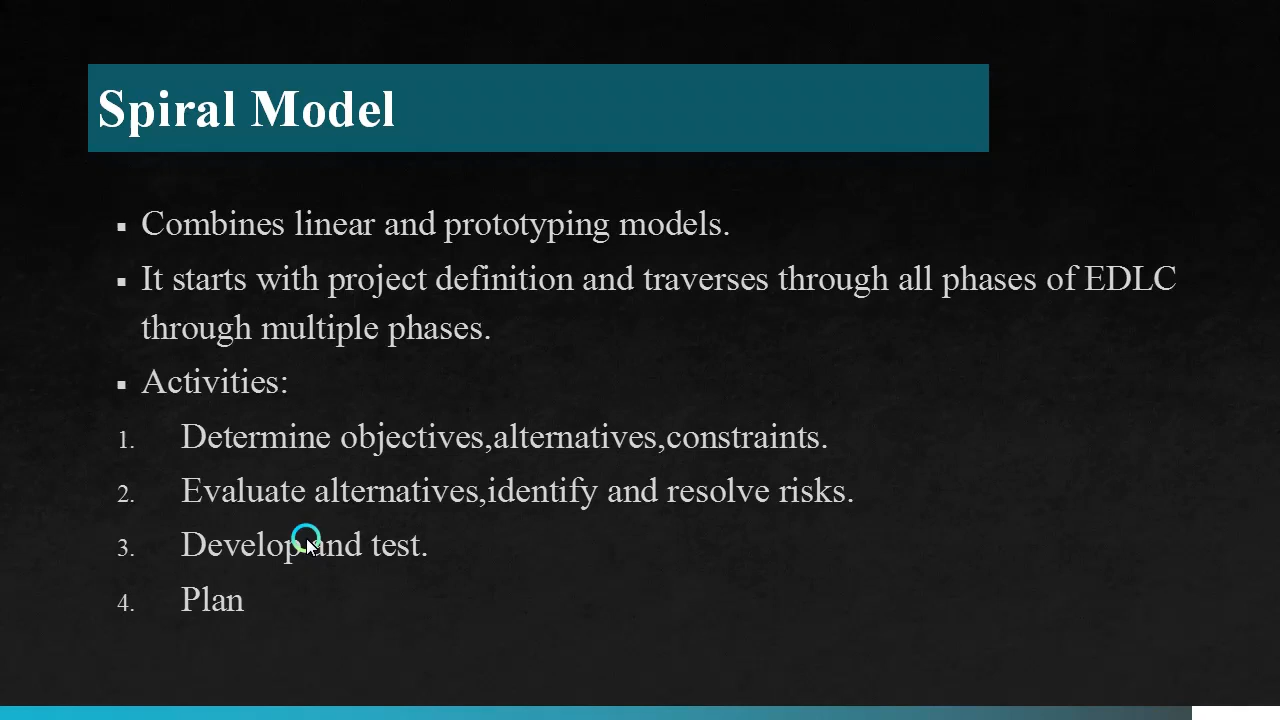 Spiral Model
▪ Combines linear and prototyping models.
▪ It starts with project definition and traverses through all phases of EDLC
through multiple phases.
▪ Activities:
1. Determine objectives,alternatives,constraints.
2. Evaluate alternatives,identify and resolve risks.
3. Develop and test.
4. Plan